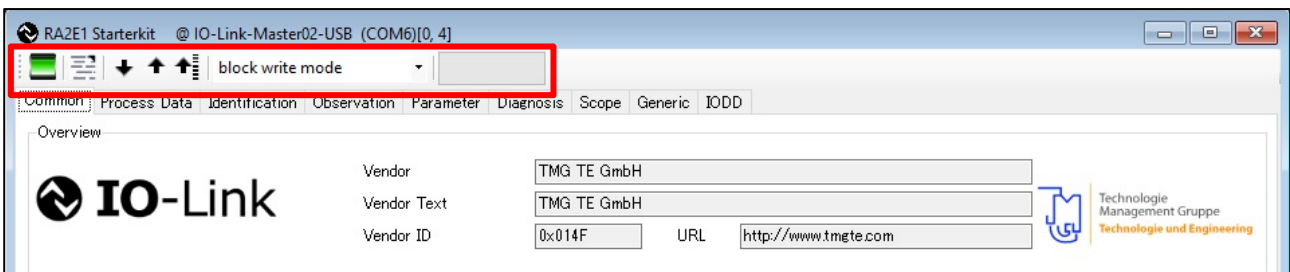 RA2E1 Starterkit @ IO-Link-Master02-USB (COM6)[0, 4]
block write mode
Common Process Data Identification Observation Parameter Diagnosis Scope Generic IODD
Overview
IO-Link
Vendor TMG TE GmbH
Vendor Text TMG TE GmbH
Vendor ID 0x014F URL http://www.tmgte.com
Technologie
Management Gruppe
Technologie und Engineering